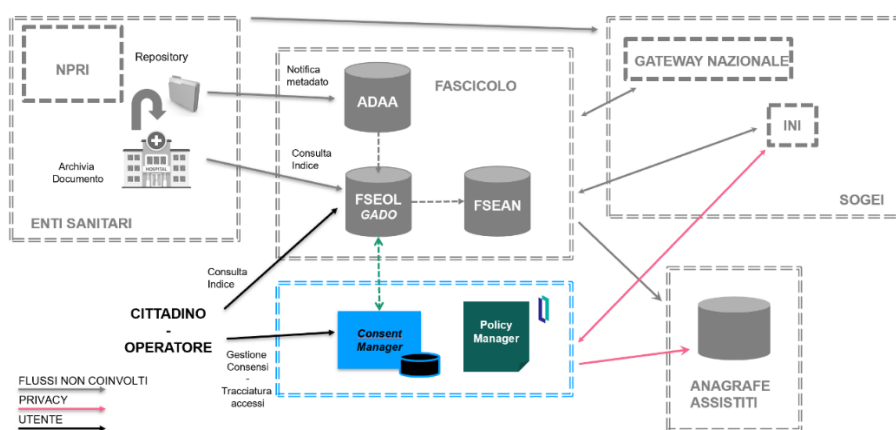 NPRI
Repository
Archivia
Documento
HOSPITAL
ENTI SANITARI
Notifica
metadato
ADAA
FASCICOLO
Consulta
Indice
FSEOL
GADO
FSEAN
GATEWAY NAZIONALE
INI
SOGEI
Consulta
Indice
CITTADINO
-
OPERATORE
Gestione
Consensi
-
Tracciatura
accessi
Consent
Manager
Policy
Manager
ANAGRAFE
ASSISTITI
FLUSSI NON COINVOLTI
PRIVACY
UTENTE